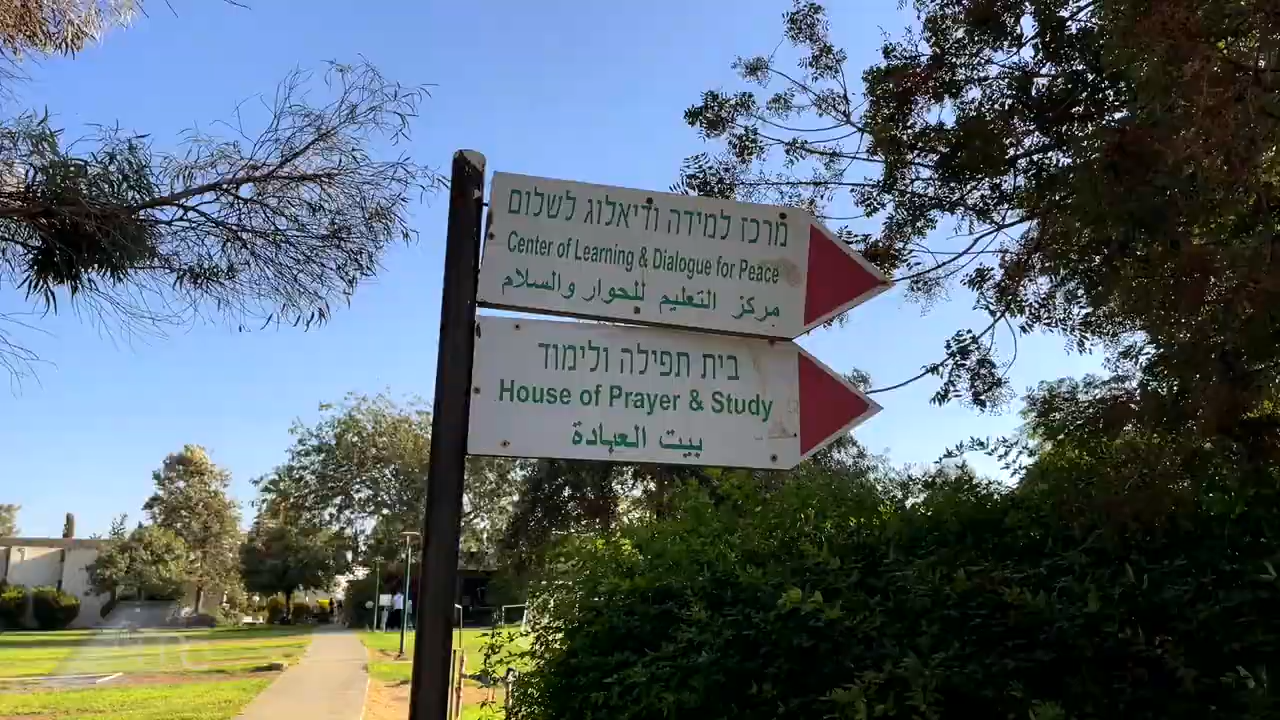 מרכז למידה ודיאלוג לשלום
Center of Learning & Dialogue for Peace
مركز التعليم للحوار والسلام
בית תפילה ולימוד
House of Prayer & Study
بيت العبادة